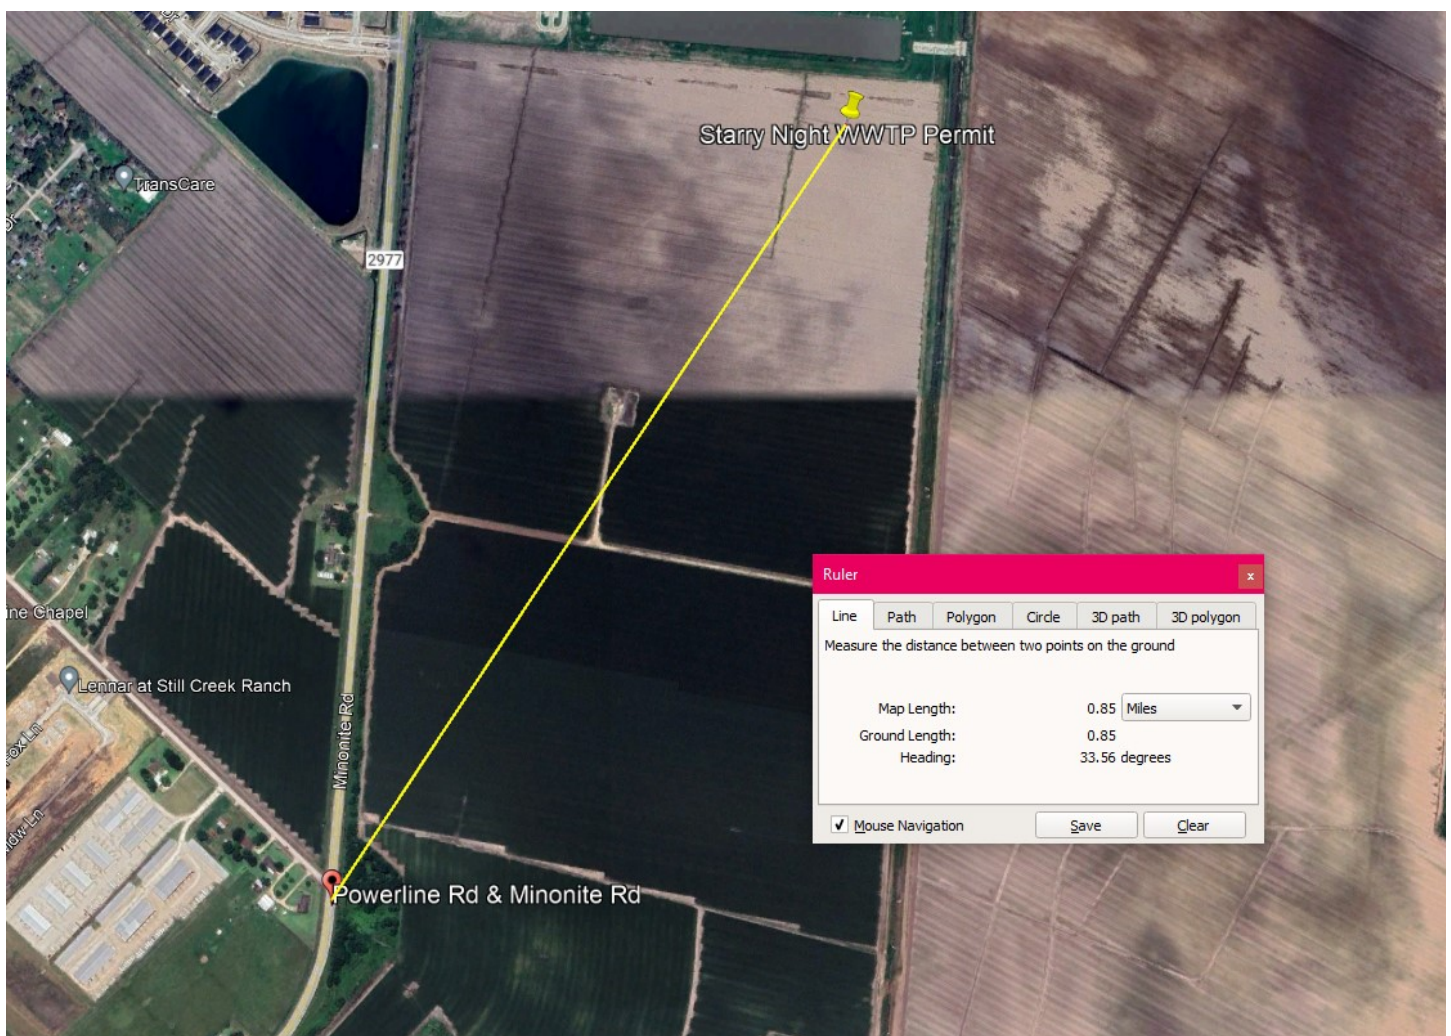 TransCare
Starry Night WWTP Permit
2977
ine Chapel
Lennar at Still Creek Ranch
Minonite Rd
Fox Ln
Powerline Rd & Minonite Rd
Ruler
x
Line Path Polygon Circle 3D path 3D polygon
Measure the distance between two points on the ground
Map Length: 0.85 Miles
Ground Length: 0.85
Heading: 33.56 degrees
Mouse Navigation Save Clear